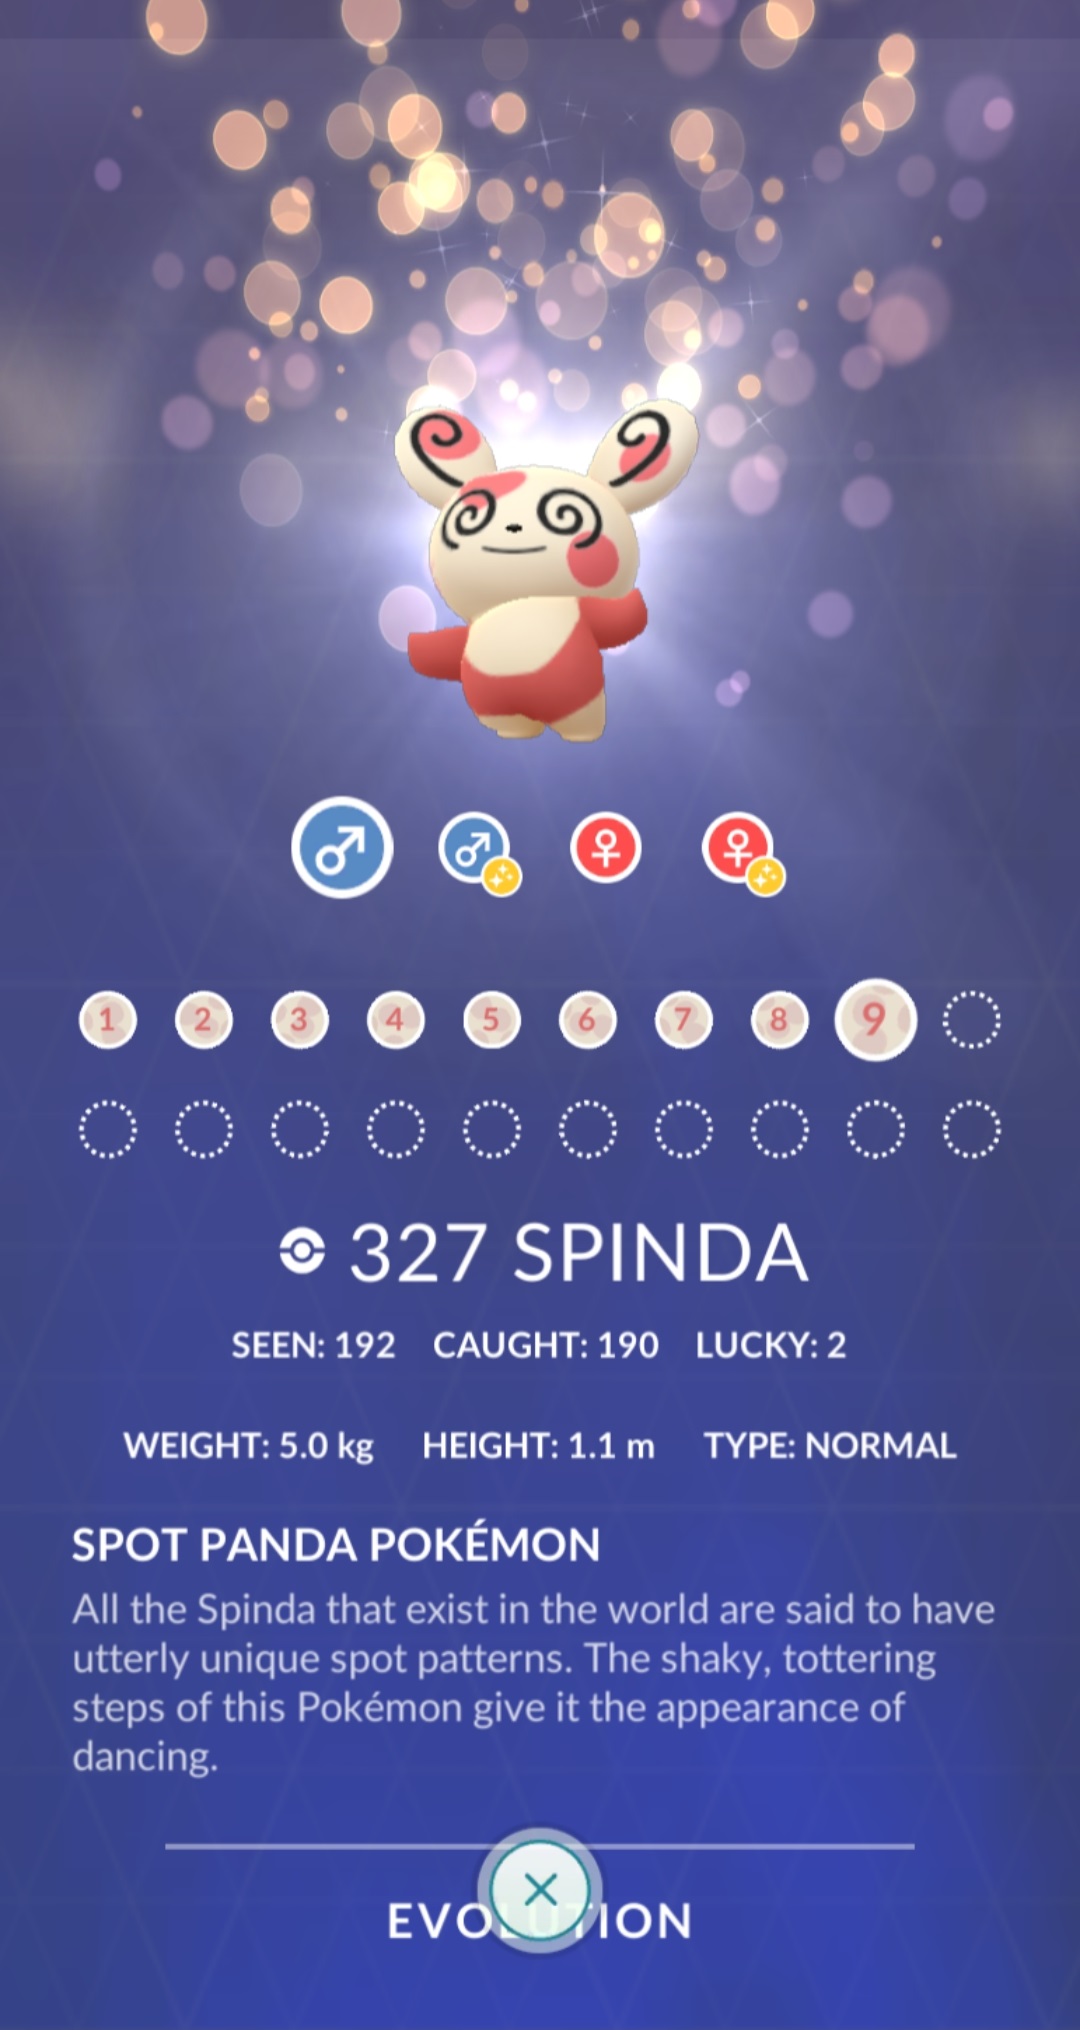 1 2 3 4 5 6 7 8 9
327 SPINDA
SEEN: 192 CAUGHT: 190 LUCKY: 2
WEIGHT: 5.0 kg HEIGHT: 1.1 m TYPE: NORMAL
SPOT PANDA POKÉMON
All the Spinda that exist in the world are said to have
utterly unique spot patterns. The shaky, tottering
steps of this Pokémon give it the appearance of
dancing.
EVOLUTION